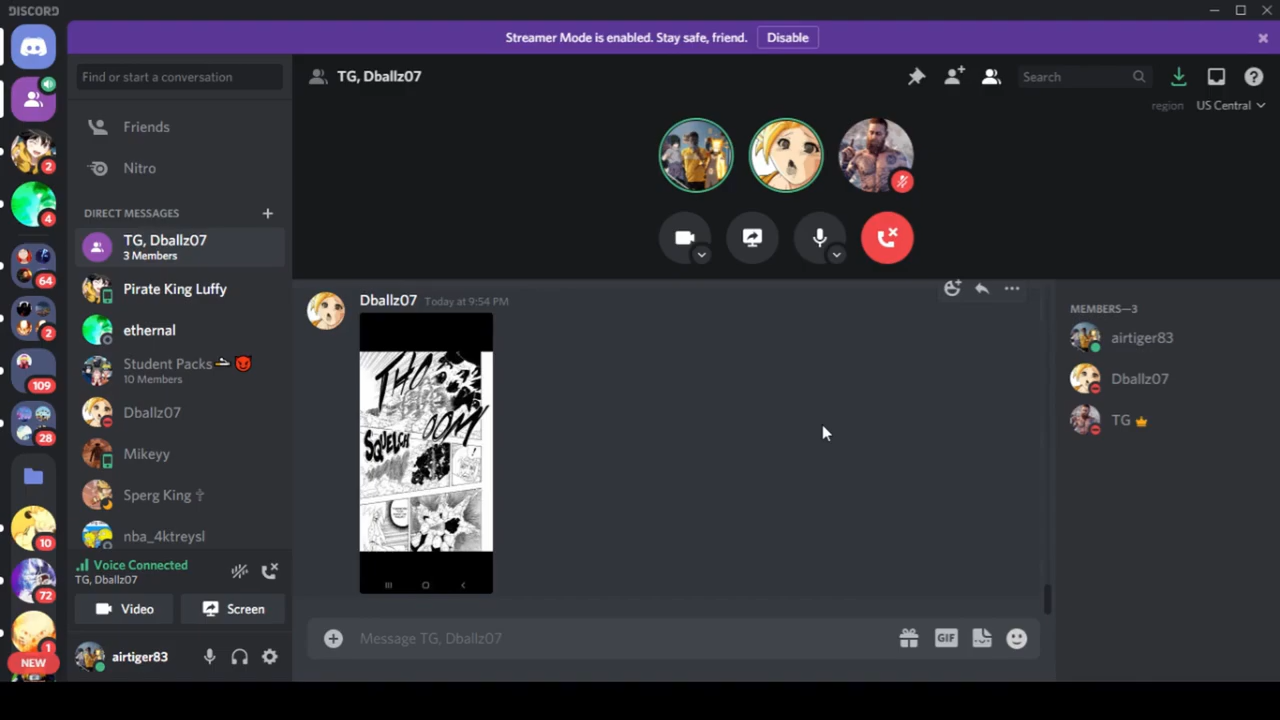 DISCORD
Streamer Mode is enabled. Stay safe, friend.
Disable
Find or start a conversation
TG, Dballz07
Search
region
US Central
Friends
Nitro
DIRECT MESSAGES
TG, Dballz07
3 Members
Pirate King Luffy
ethernal
Student Packs
10 Members
Dballz07
Mikeyy
Sperg King
nba_4ktreysl
2
4
64
2
109
28
10
72
1
NEW
Voice Connected
TG, Dballz07
Video
Screen
airtiger83
Dballz07
Today at 9:54 PM
THO
OOM
SQUELCH
!
Message TG, Dballz07
GIF
MEMBERS—3
airtiger83
Dballz07
TG